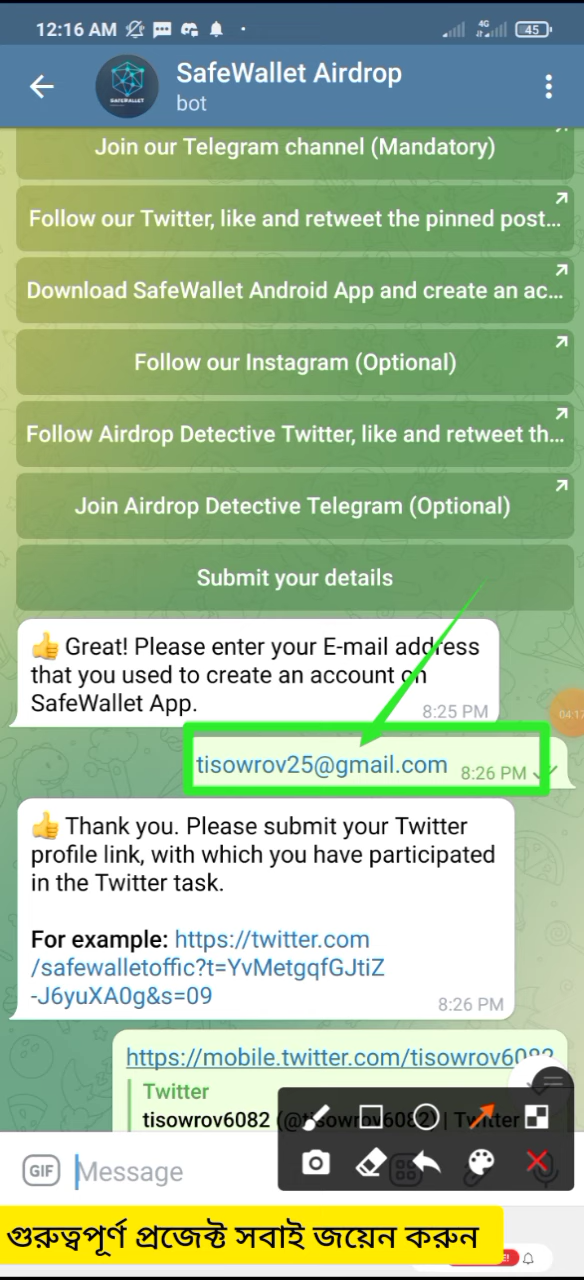 12:16 AM
4G
45
SafeWallet Airdrop
bot
SAFEWALLET
Join our Telegram channel (Mandatory)
Follow our Twitter, like and retweet the pinned post...
Download SafeWallet Android App and create an ac...
Follow our Instagram (Optional)
Follow Airdrop Detective Twitter, like and retweet th...
Join Airdrop Detective Telegram (Optional)
Submit your details
👍 Great! Please enter your E-mail address
that you used to create an account on
SafeWallet App.
8:25 PM
04:17
tisowrov25@gmail.com 8:26 PM
👍 Thank you. Please submit your Twitter
profile link, with which you have participated
in the Twitter task.
For example: https://twitter.com
/safewalletoffic?t=YvMetgqfGJtiZ
-J6yuXA0g&s=09
8:26 PM
https://mobile.twitter.com/tisowrov6082
Twitter
tisowrov6082 (@tisowrov6082) | Twitter
GIF Message
গুরুত্বপূর্ণ প্রজেক্ট সবাই জয়েন করুন